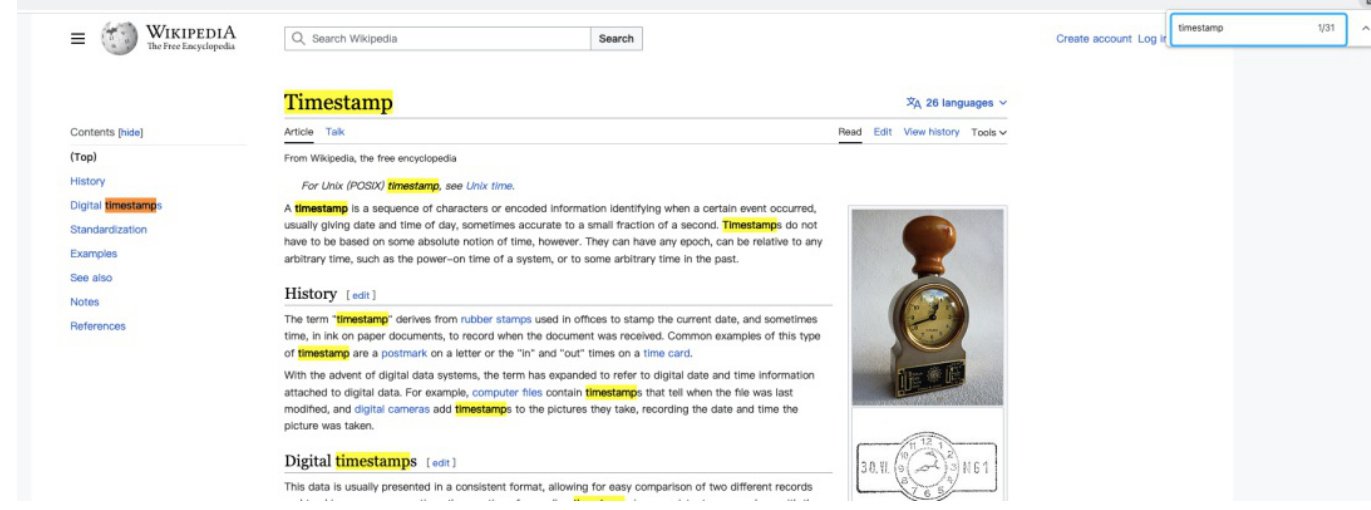 WIKIPEDIA
The Free Encyclopedia
Search Wikipedia
Search
Create account Log in
timestamp
1/31
Timestamp
26 languages
Contents [hide]
(Top)
History
Digital timestamps
Standardization
Examples
See also
Notes
References
Article Talk
Read Edit View history Tools
From Wikipedia, the free encyclopedia
For Unix (POSIX) timestamp, see Unix time.
A timestamp is a sequence of characters or encoded information identifying when a certain event occurred,
usually giving date and time of day, sometimes accurate to a small fraction of a second. Timestamps do not
have to be based on some absolute notion of time, however. They can have any epoch, can be relative to any
arbitrary time, such as the power-on time of a system, or to some arbitrary time in the past.
History [edit]
The term "timestamp" derives from rubber stamps used in offices to stamp the current date, and sometimes
time, in ink on paper documents, to record when the document was received. Common examples of this type
of timestamp are a postmark on a letter or the "in" and "out" times on a time card.
With the advent of digital data systems, the term has expanded to refer to digital date and time information
attached to digital data. For example, computer files contain timestamps that tell when the file was last
modified, and digital cameras add timestamps to the pictures they take, recording the date and time the
picture was taken.
Digital timestamps [edit]
This data is usually presented in a consistent format, allowing for easy comparison of two different records
30. VI. N61